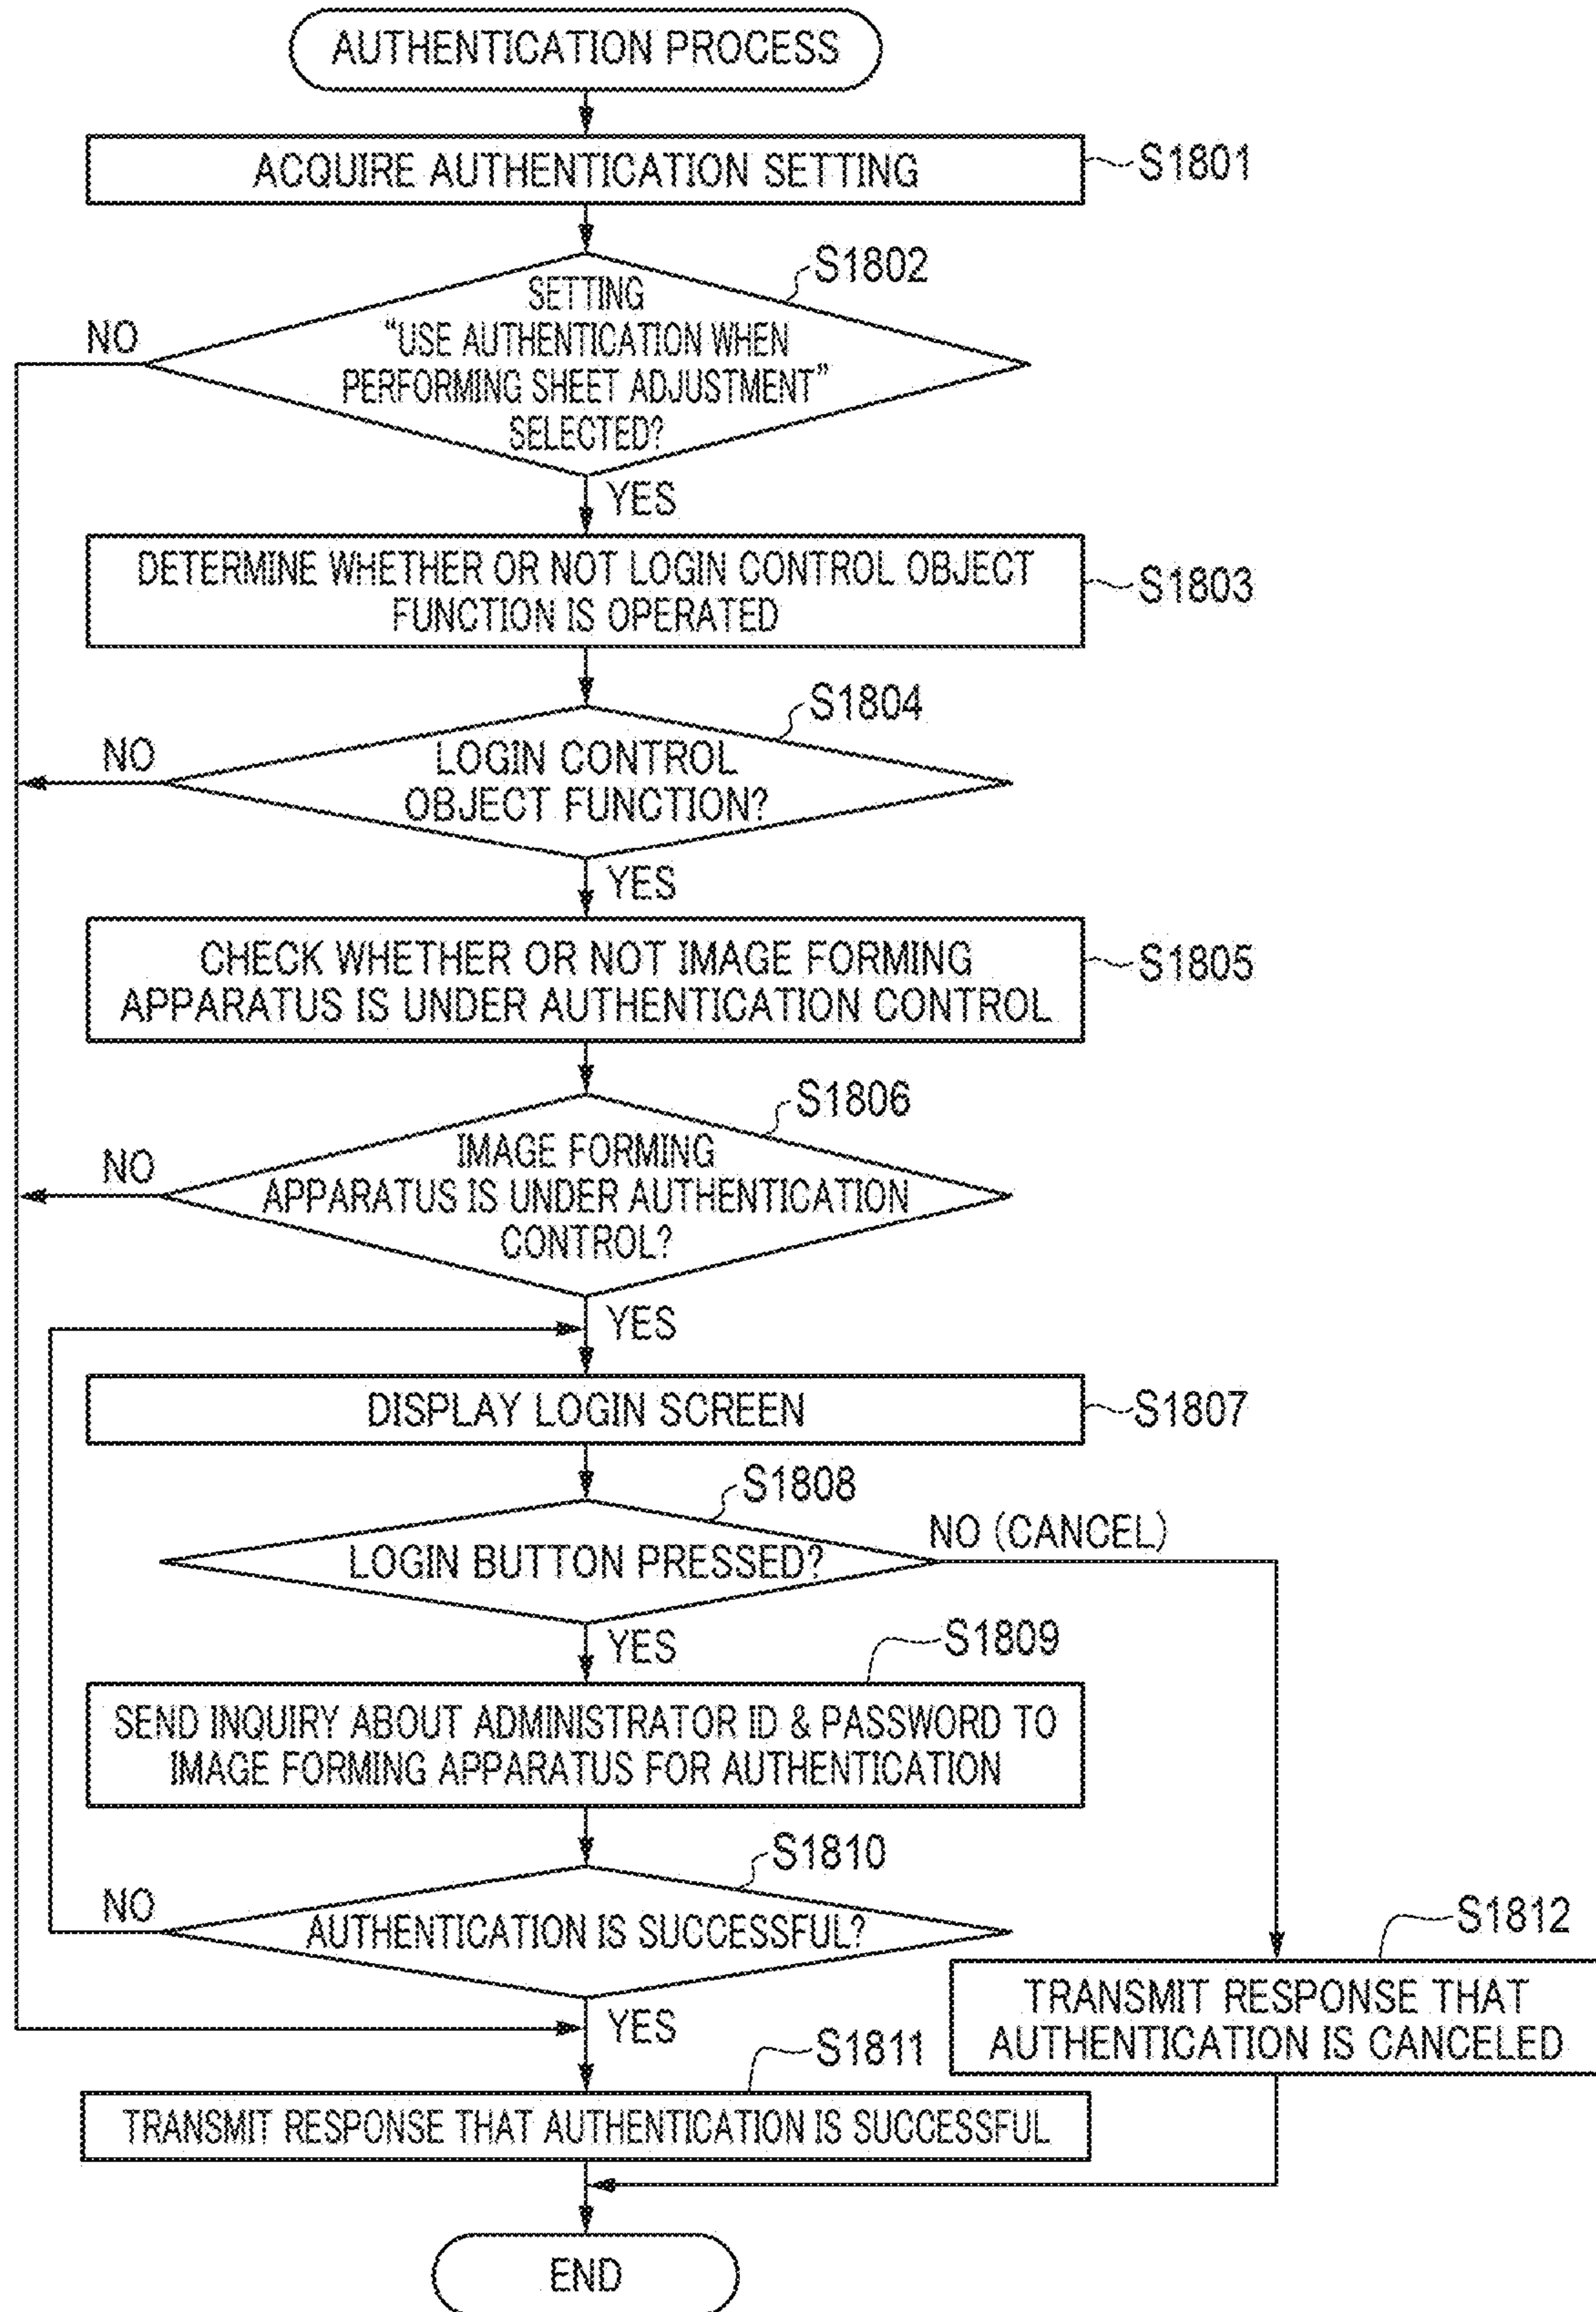 AUTHENTICATION PROCESS
ACQUIRE AUTHENTICATION SETTING
S1801
S1802
SETTING
“USE AUTHENTICATION WHEN
PERFORMING SHEET ADJUSTMENT”
SELECTED?
NO
YES
DETERMINE WHETHER OR NOT LOGIN CONTROL OBJECT
FUNCTION IS OPERATED
S1803
S1804
LOGIN CONTROL
OBJECT FUNCTION?
NO
YES
CHECK WHETHER OR NOT IMAGE FORMING
APPARATUS IS UNDER AUTHENTICATION CONTROL
S1805
S1806
IMAGE FORMING
APPARATUS IS UNDER AUTHENTICATION
CONTROL?
NO
YES
DISPLAY LOGIN SCREEN
S1807
S1808
LOGIN BUTTON PRESSED?
NO (CANCEL)
YES
S1809
SEND INQUIRY ABOUT ADMINISTRATOR ID & PASSWORD TO
IMAGE FORMING APPARATUS FOR AUTHENTICATION
S1810
AUTHENTICATION IS SUCCESSFUL?
NO
YES
S1812
TRANSMIT RESPONSE THAT
AUTHENTICATION IS CANCELED
S1811
TRANSMIT RESPONSE THAT AUTHENTICATION IS SUCCESSFUL
END